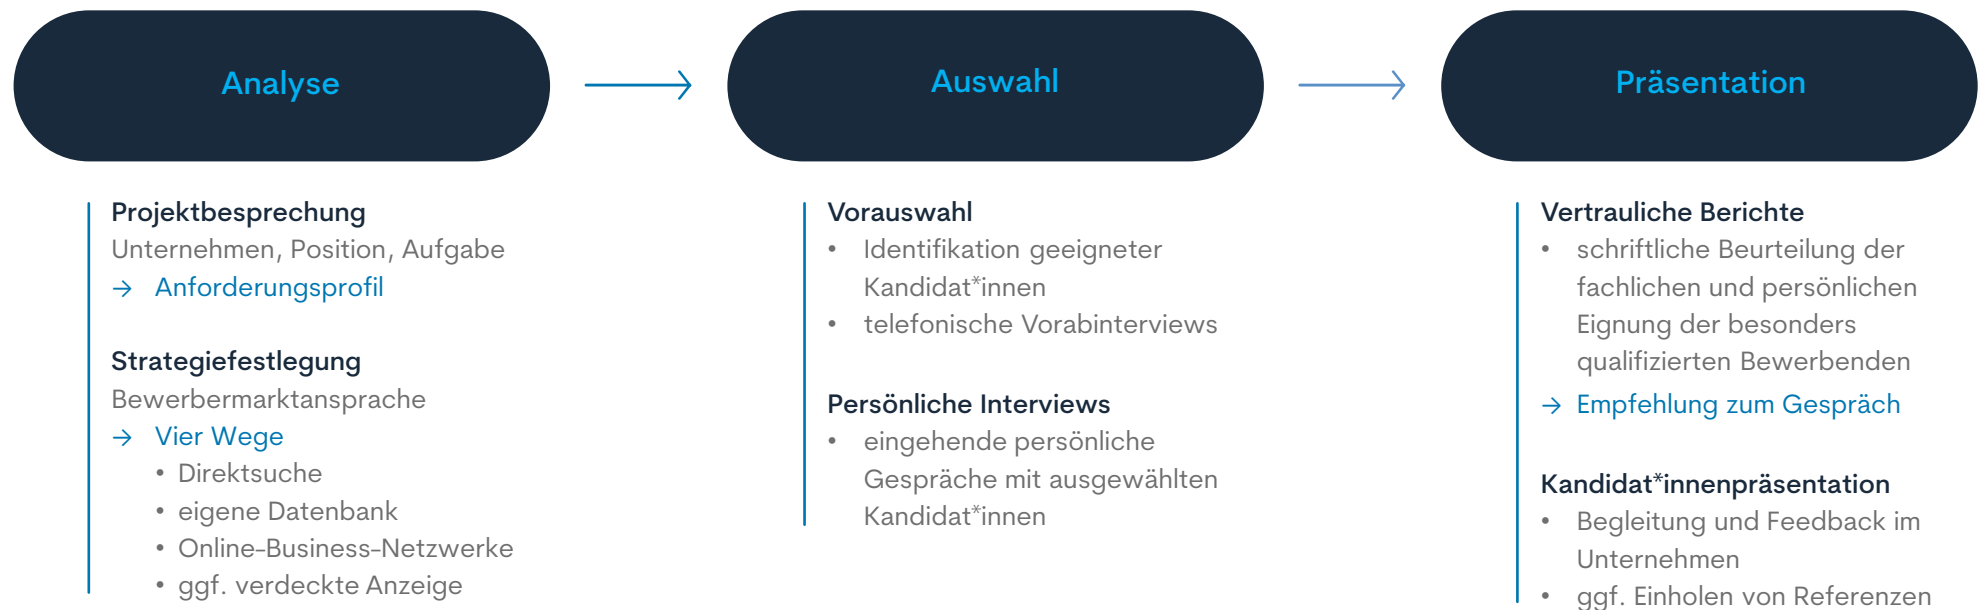 Analyse
Auswahl
Präsentation
Projektbesprechung
Unternehmen, Position, Aufgabe
→ Anforderungsprofil
Strategiefestlegung
Bewerbermarktansprache
→ Vier Wege
• Direktsuche
• eigene Datenbank
• Online-Business-Netzwerke
• ggf. verdeckte Anzeige
Vorauswahl
• Identifikation geeigneter
Kandidat*innen
• telefonische Vorabinterviews
Persönliche Interviews
• eingehende persönliche
Gespräche mit ausgewählten
Kandidat*innen
Vertrauliche Berichte
• schriftliche Beurteilung der
fachlichen und persönlichen
Eignung der besonders
qualifizierten Bewerbenden
→ Empfehlung zum Gespräch
Kandidat*innenpräsentation
• Begleitung und Feedback im
Unternehmen
• ggf. Einholen von Referenzen